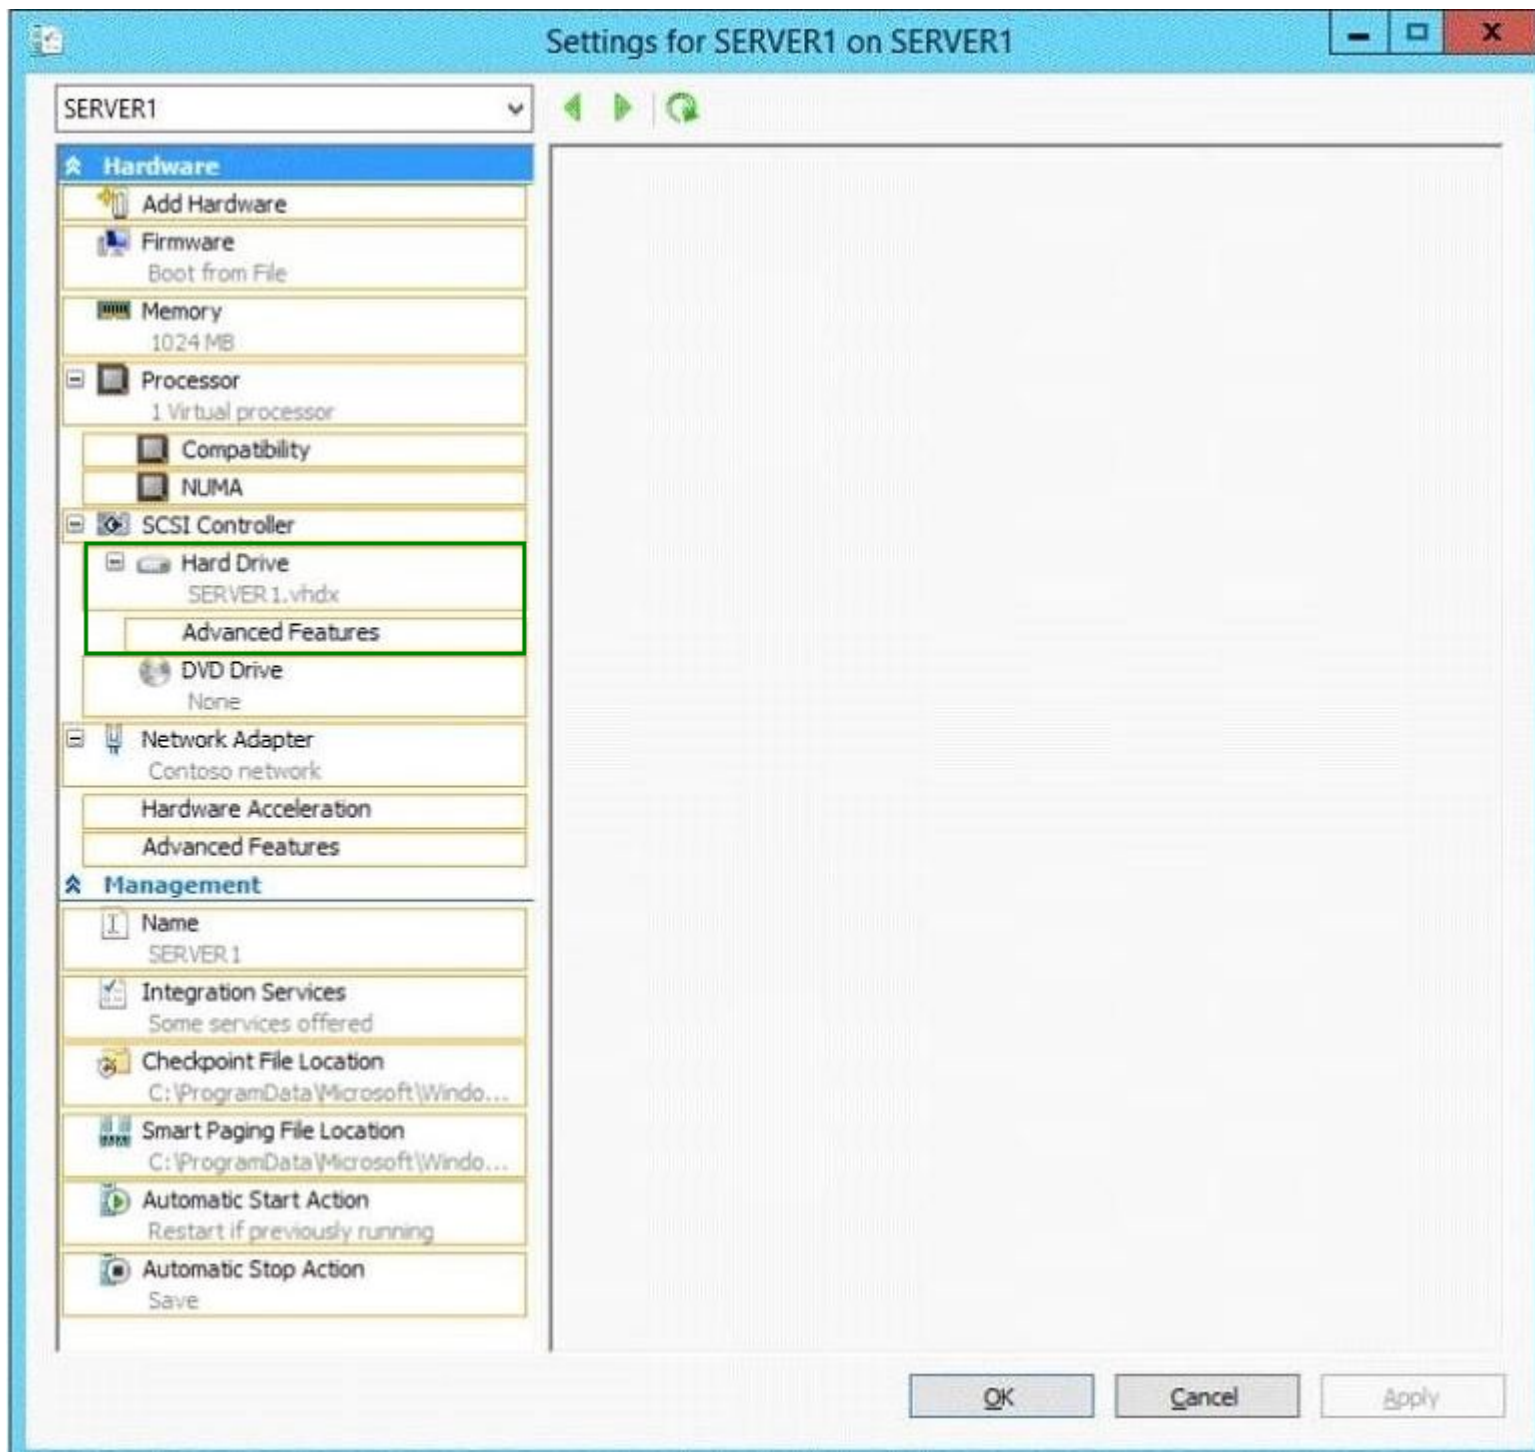 Settings for SERVER1 on SERVER1
SERVER1
Hardware
Add Hardware
Firmware
Boot from File
Memory
1024 MB
Processor
1 Virtual processor
Compatibility
NUMA
SCSI Controller
Hard Drive
SERVER1.vhdx
Advanced Features
DVD Drive
None
Network Adapter
Contoso network
Hardware Acceleration
Advanced Features
Management
Name
SERVER1
Integration Services
Some services offered
Checkpoint File Location
C:\ProgramData\Microsoft\Windo...
Smart Paging File Location
C:\ProgramData\Microsoft\Windo...
Automatic Start Action
Restart if previously running
Automatic Stop Action
Save
OK Cancel Apply